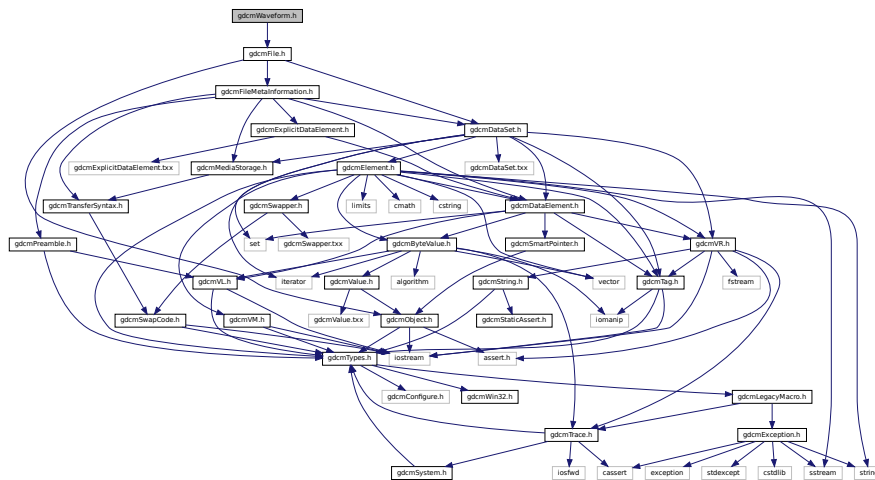 gdcmWaveform.h
gdcmFile.h
gdcmFileMetaInformation.h
gdcmExplicitDataElement.h
gdcmDataSet.h
gdcmExplicitDataElement.txx
gdcmMediaStorage.h
gdcmElement.h
gdcmDataSet.txx
gdcmTransferSyntax.h
gdcmSwapper.h
limits
cmath
cstring
gdcmDataElement.h
gdcmPreamble.h
set
gdcmSwapper.txx
gdcmByteValue.h
gdcmSmartPointer.h
gdcmVR.h
gdcmVL.h
iterator
gdcmValue.h
algorithm
gdcmString.h
vector
gdcmTag.h
fstream
gdcmSwapCode.h
gdcmVM.h
gdcmValue.txx
gdcmObject.h
gdcmStaticAssert.h
iomanip
gdcmTypes.h
iostream
assert.h
gdcmConfigure.h
gdcmWin32.h
gdcmLegacyMacro.h
gdcmTrace.h
gdcmException.h
gdcmSystem.h
iosfwd
cassert
exception
stdexcept
cstdlib
sstream